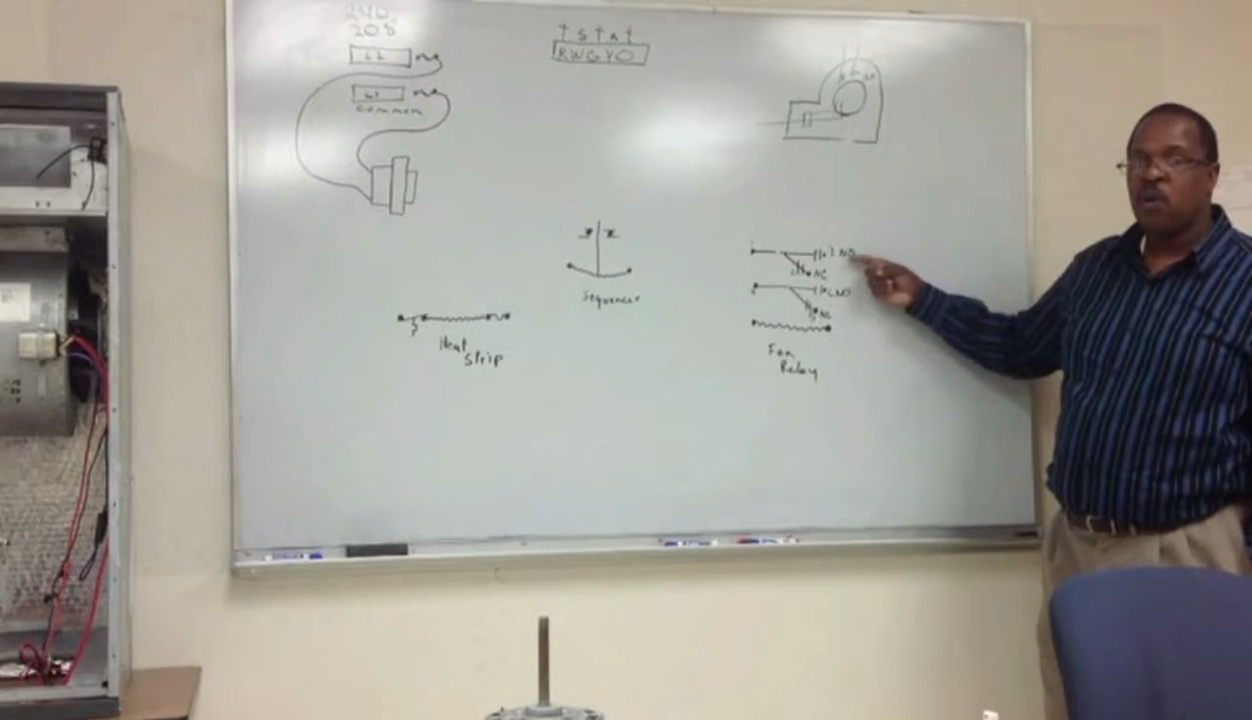 240
208
L2
L1
common
tstat
RWGYO
Sequencer
Heat
Strip
NO
NC
NO
NC
Fan
Relay